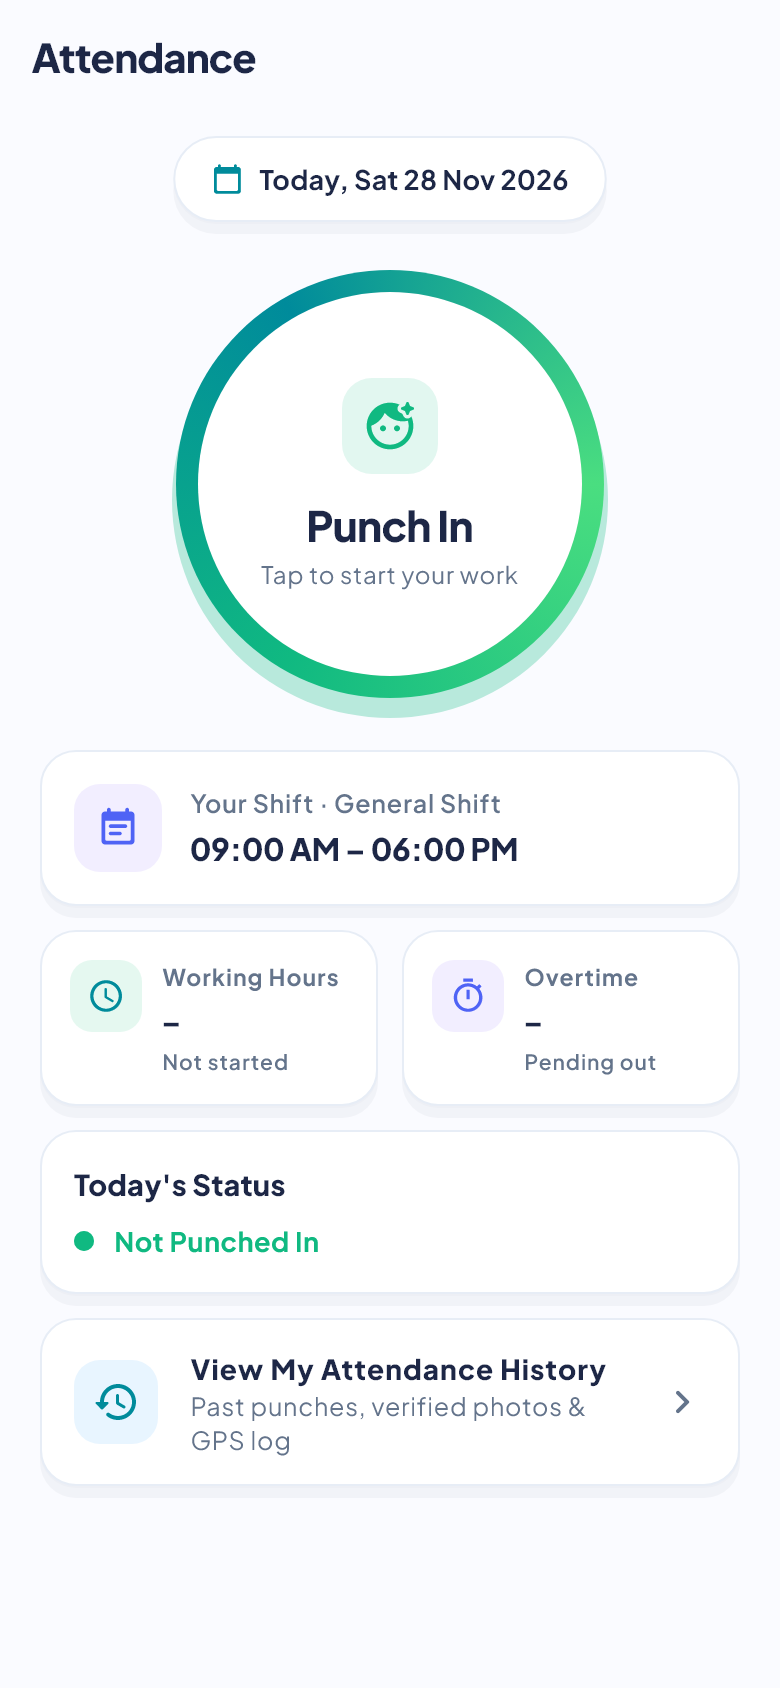 Attendance
Today, Sat 28 Nov 2026
Punch In
Tap to start your work
Your Shift · General Shift
09:00 AM – 06:00 PM
Working Hours
–
Not started
Overtime
–
Pending out
Today's Status
Not Punched In
View My Attendance History
Past punches, verified photos &
GPS log